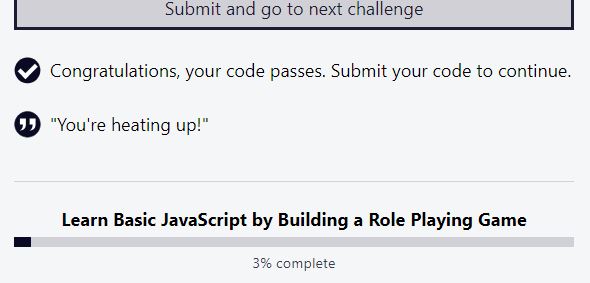 Submit and go to next challenge
Congratulations, your code passes. Submit your code to continue.
"You're heating up!"
Learn Basic JavaScript by Building a Role Playing Game
3% complete